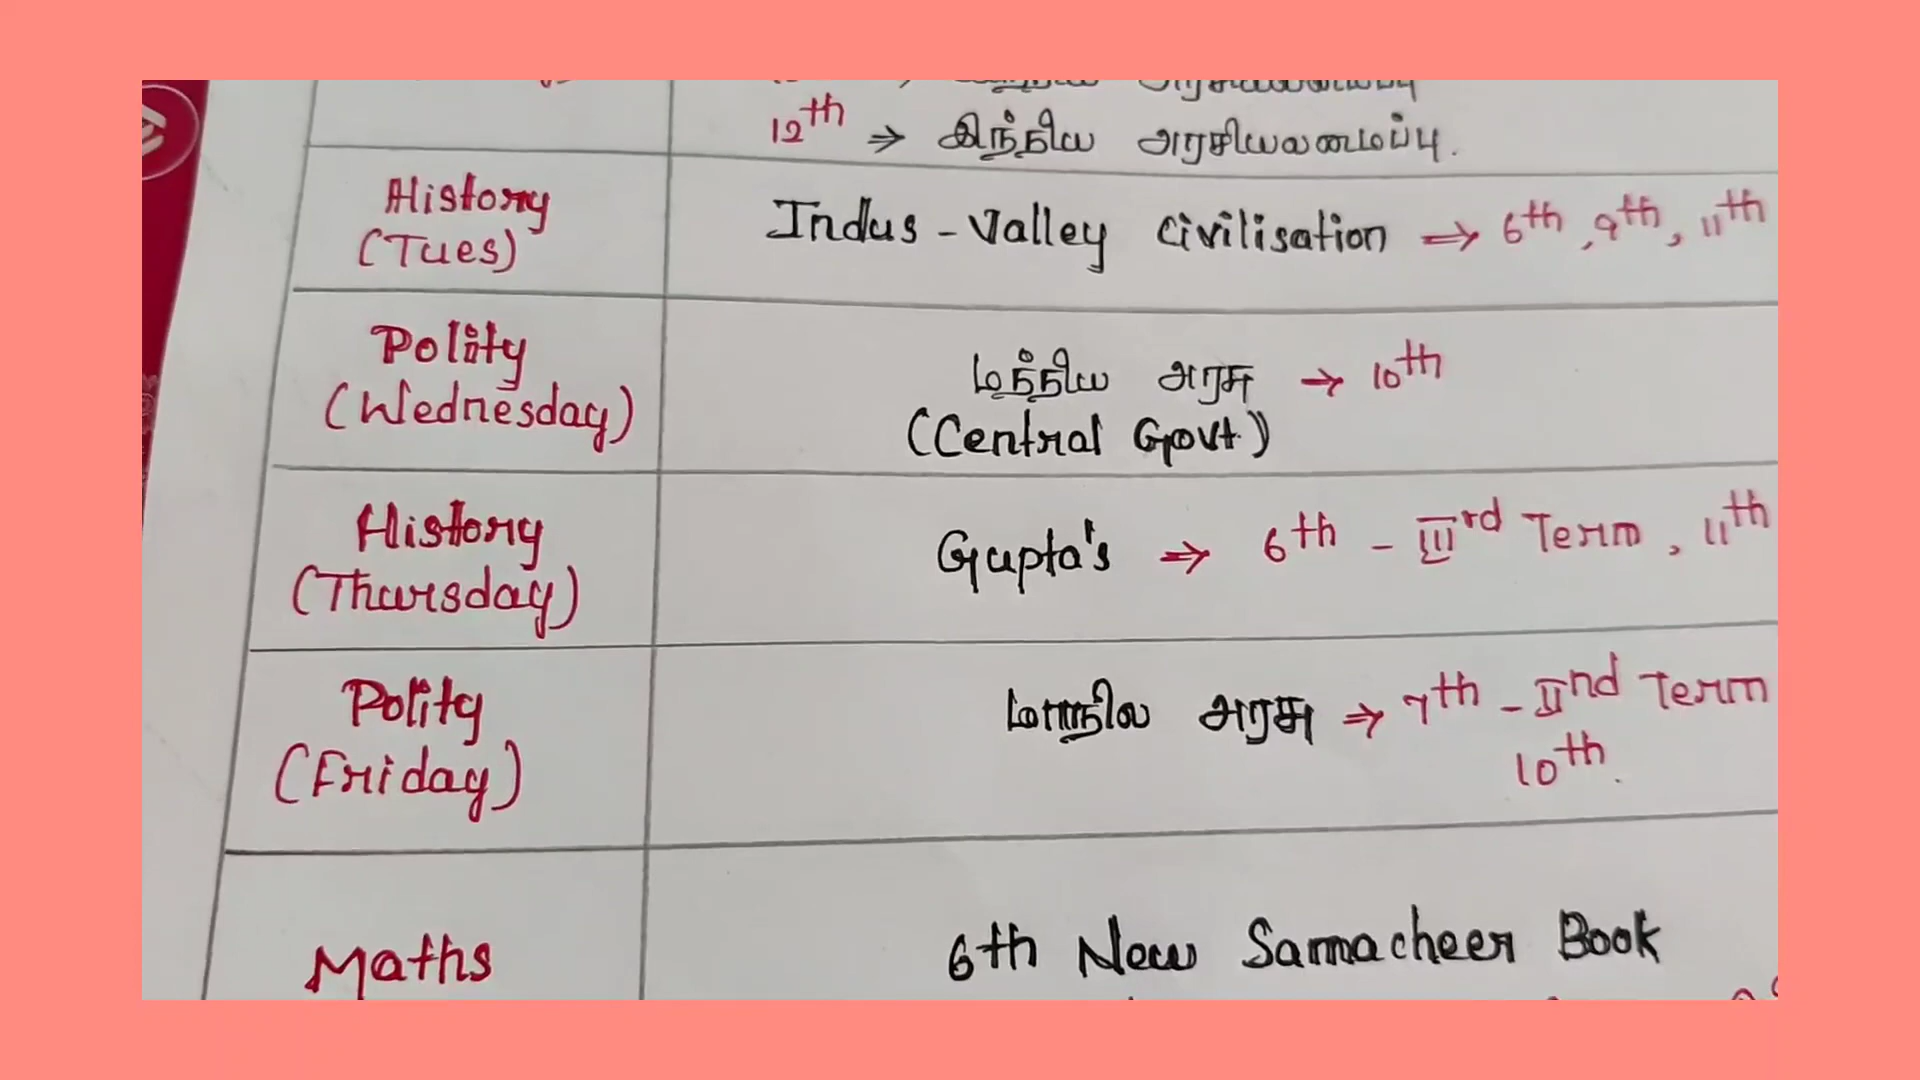 12th ⇒ இந்திய அரசியலமைப்பு.
History
(Tues)
Indus - Valley Civilisation ⇒ 6th, 9th, 11th
Polity
(Wednesday)
மத்திய அரசு → 10th
(Central Govt.)
History
(Thursday)
Gupta's ⇒ 6th - IIIrd Term, 11th
Polity
(Friday)
மாநில அரசு ⇒ 7th - IInd Term
10th.
Maths
6th New Samacheer Book